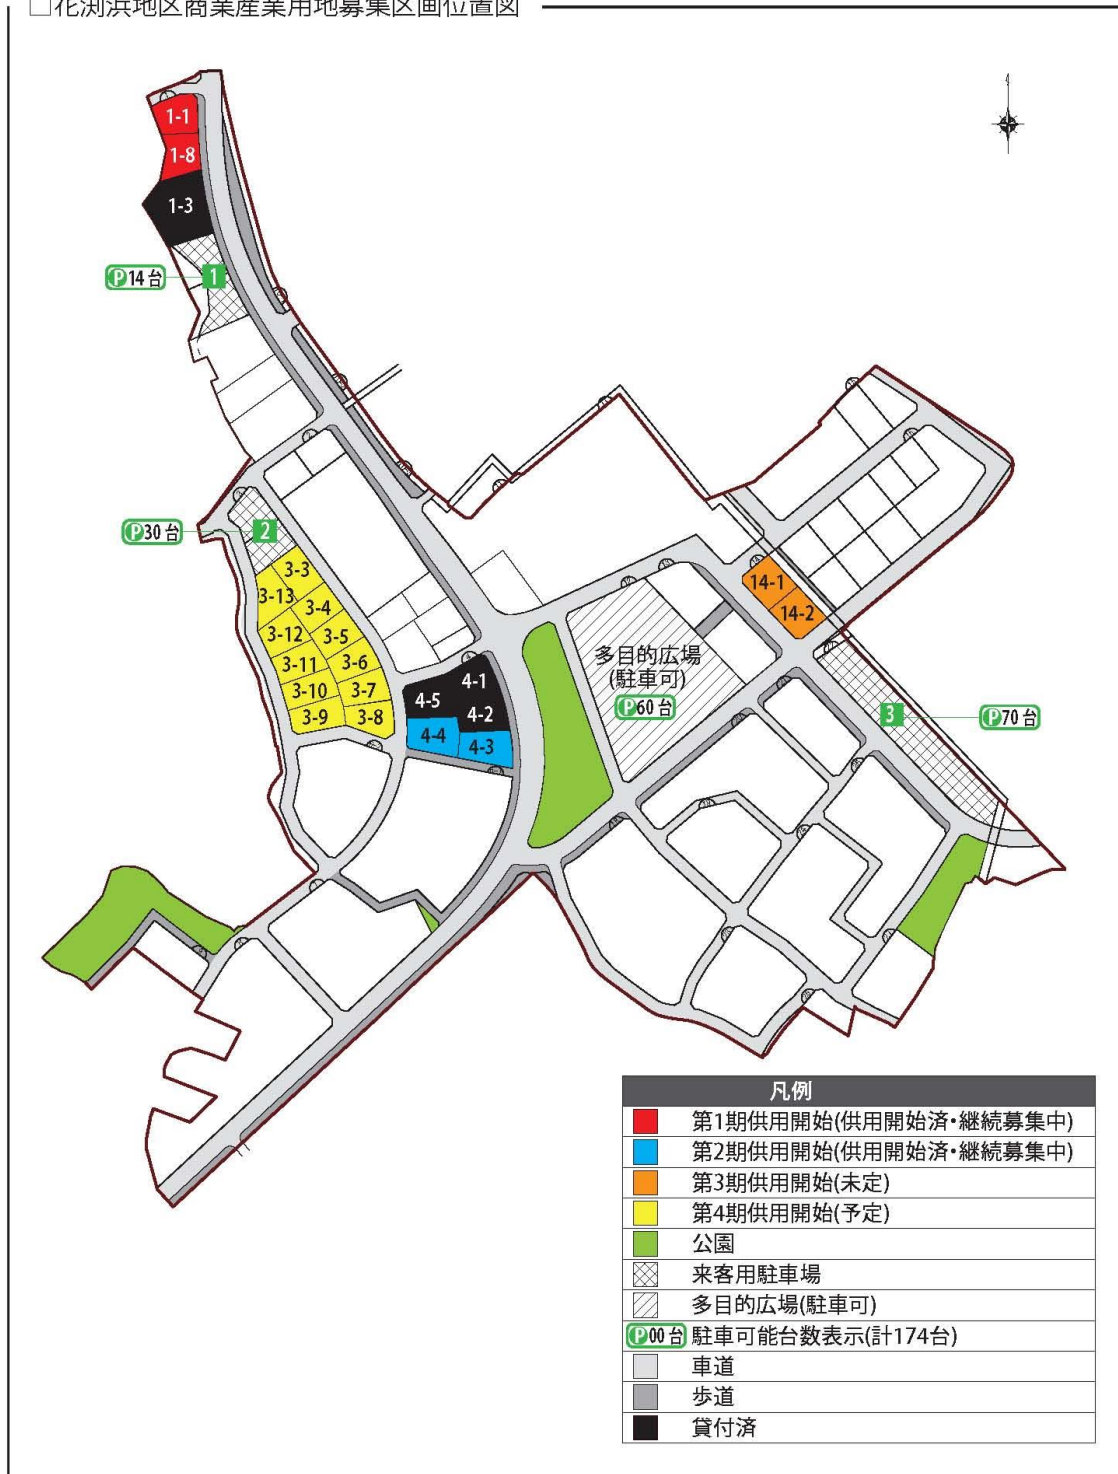 □花渕浜地区商業産業用地募集区画位置図
1-1
1-8
1-3
P14台
1
P30台
2
3-3
3-13
3-4
3-12
3-5
3-11
3-6
3-10
3-7
3-9
3-8
4-1
4-5
4-2
4-4
4-3
14-1
14-2
多目的広場
(駐車可)
P60台
3
P70台
凡例
第1期供用開始(供用開始済・継続募集中)
第2期供用開始(供用開始済・継続募集中)
第3期供用開始(未定)
第4期供用開始(予定)
公園
来客用駐車場
多目的広場(駐車可)
P00台 駐車可能台数表示(計174台)
車道
歩道
貸付済